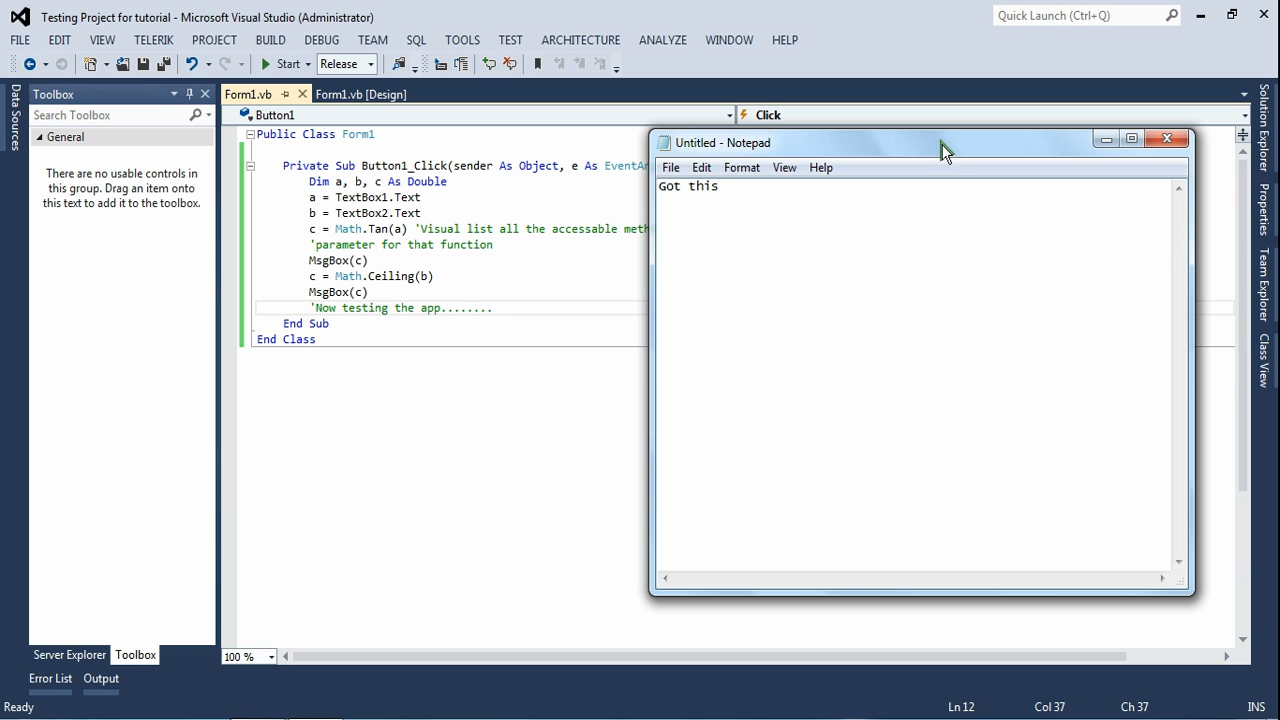 Testing Project for tutorial - Microsoft Visual Studio (Administrator)
Quick Launch (Ctrl+Q)
FILE EDIT VIEW TELERIK PROJECT BUILD DEBUG TEAM SQL TOOLS TEST ARCHITECTURE ANALYZE WINDOW HELP
Start Release
Data Sources
Toolbox
Search Toolbox
General
There are no usable controls in
this group. Drag an item onto
this text to add it to the toolbox.
Server Explorer Toolbox
Form1.vb Form1.vb [Design]
Button1 Click
Public Class Form1
Private Sub Button1_Click(sender As Object, e As EventAr
Dim a, b, c As Double
a = TextBox1.Text
b = TextBox2.Text
c = Math.Tan(a) 'Visual list all the accessable meth
'parameter for that function
MsgBox(c)
c = Math.Ceiling(b)
MsgBox(c)
'Now testing the app........
End Sub
End Class
100 %
Untitled - Notepad
File Edit Format View Help
Got this
Solution Explorer
Properties
Team Explorer
Class View
Error List Output
Ready Ln 12 Col 37 Ch 37 INS